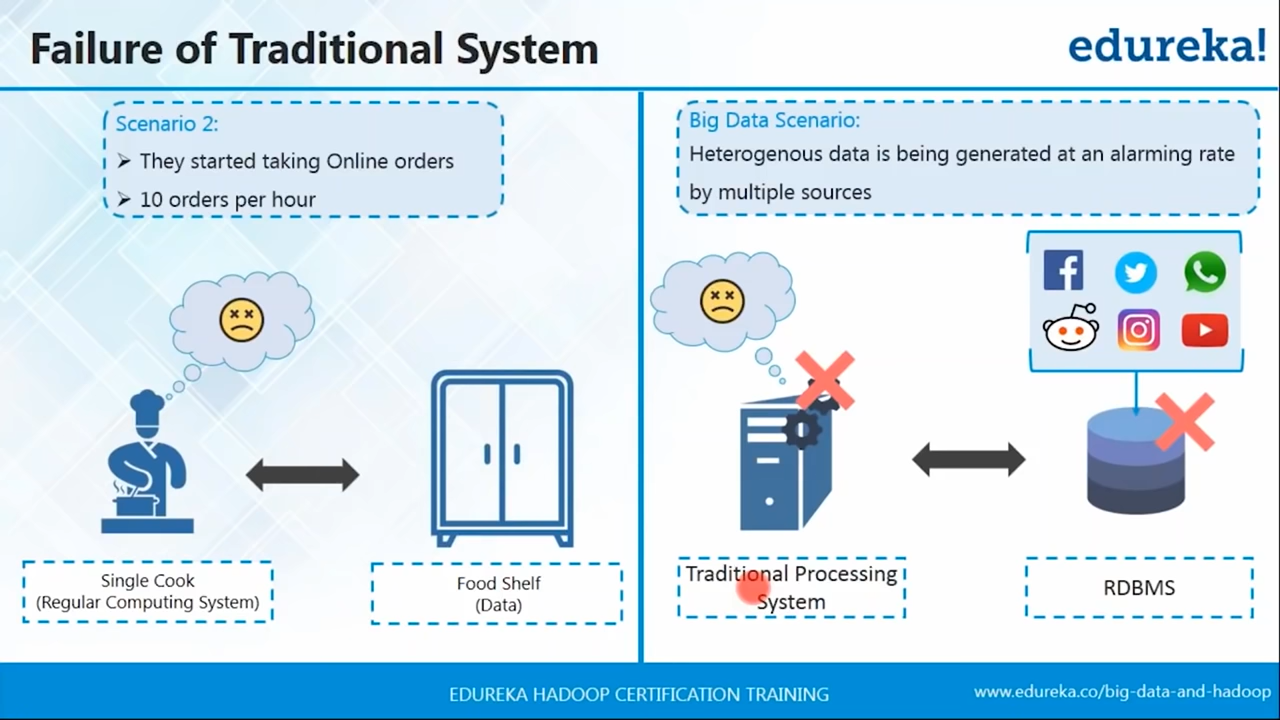 Failure of Traditional System
edureka!
Scenario 2:
➢ They started taking Online orders
➢ 10 orders per hour
Big Data Scenario:
Heterogenous data is being generated at an alarming rate
by multiple sources
Single Cook
(Regular Computing System)
Food Shelf
(Data)
Traditional Processing
System
RDBMS
EDUREKA HADOOP CERTIFICATION TRAINING
www.edureka.co/big-data-and-hadoop